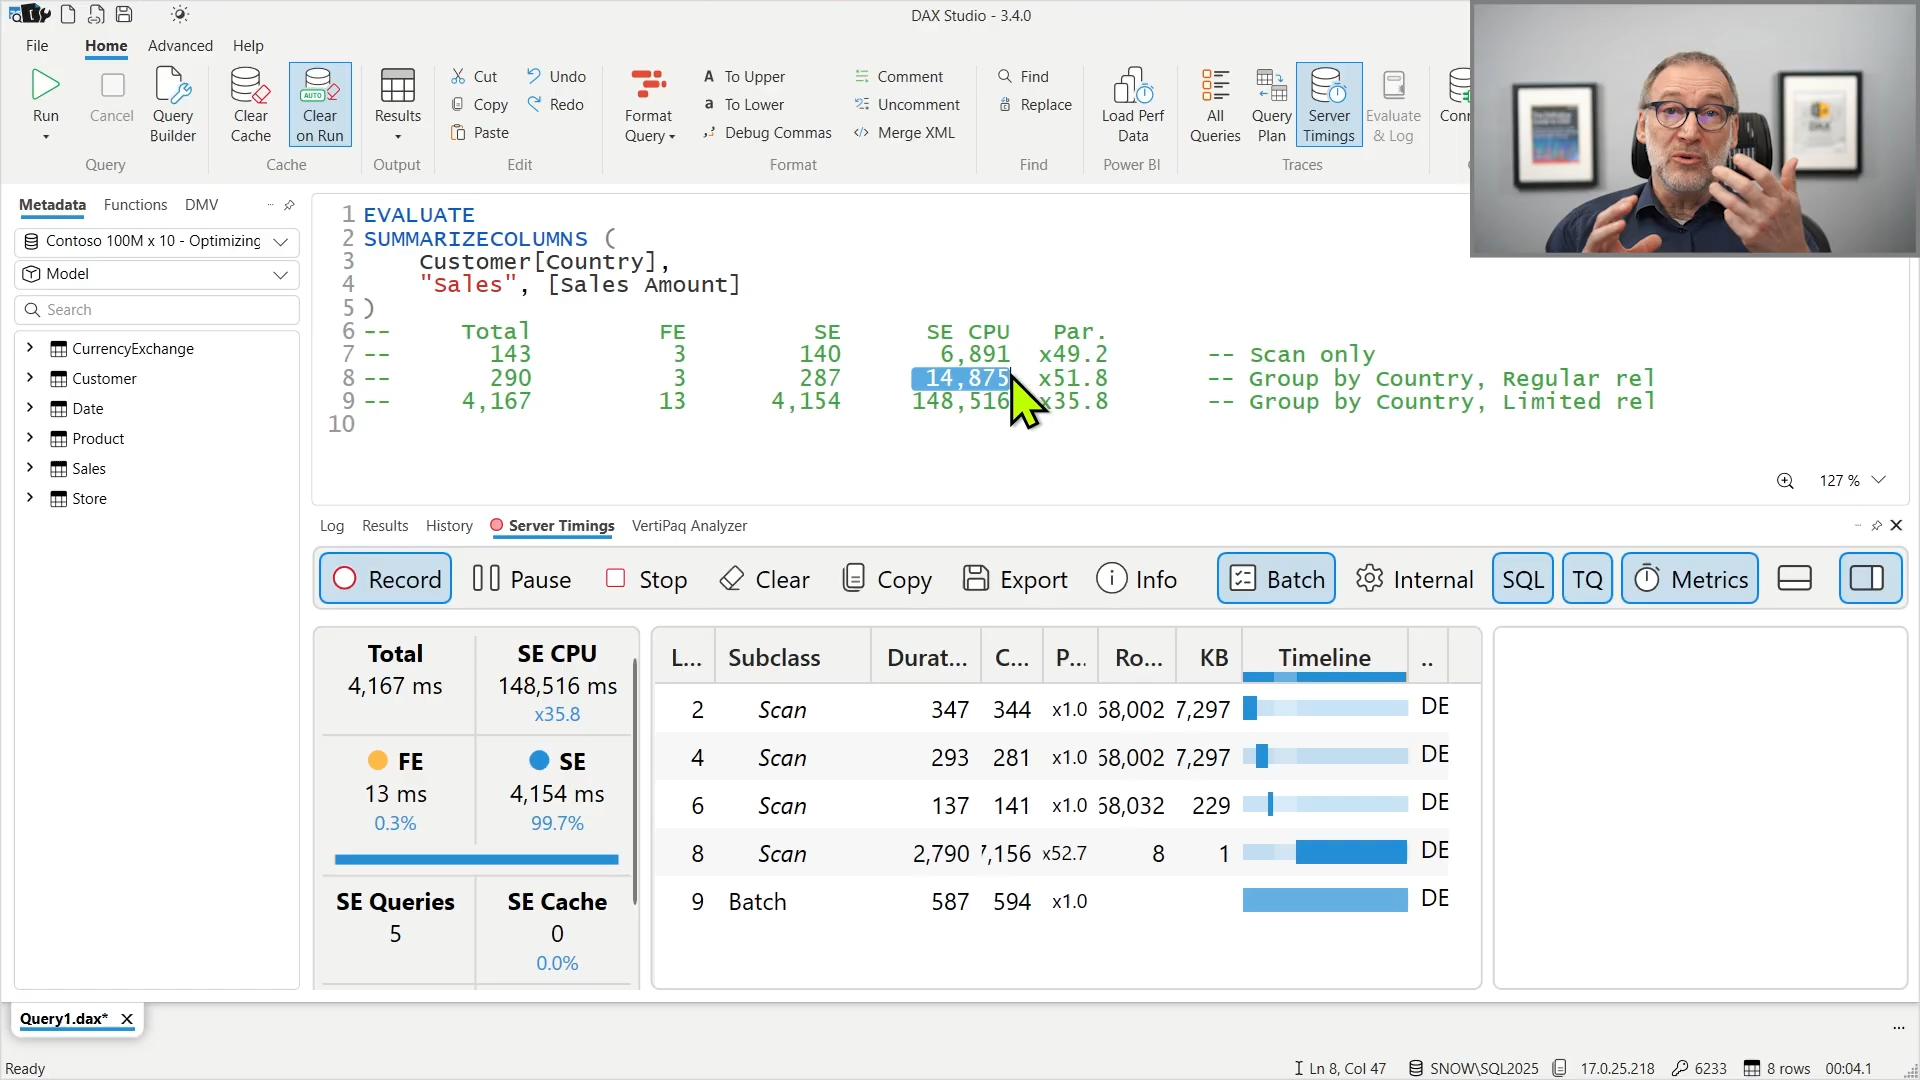 DAX Studio - 3.4.0
File Home Advanced Help
Run
Cancel
Query Builder
Query
Clear Cache
AUTO
Clear on Run
Cache
Results
Output
Cut
Copy
Paste
Undo
Redo
Edit
Format Query
To Upper
To Lower
Debug Commas
Comment
Uncomment
Merge XML
Format
Find
Replace
Find
Load Perf Data
Power BI
All Queries
Query Plan
Server Timings
Evaluate & Log
Traces
Metadata Functions DMV
Contoso 100M x 10 - Optimizing
Model
Search
CurrencyExchange
Customer
Date
Product
Sales
Store
1 EVALUATE
2 SUMMARIZECOLUMNS (
3 Customer[Country],
4 "Sales", [Sales Amount]
5 )
6 -- Total FE SE SE CPU Par.
7 -- 143 3 140 6,891 x49.2 -- Scan only
8 -- 290 3 287 14,875 x51.8 -- Group by Country, Regular rel
9 -- 4,167 13 4,154 148,516 x35.8 -- Group by Country, Limited rel
10
127 %
Log Results History Server Timings VertiPaq Analyzer
Record Pause Stop Clear Copy Export Info Batch Internal SQL TQ Metrics
Total
4,167 ms
SE CPU
148,516 ms
x35.8
FE
13 ms
0.3%
SE
4,154 ms
99.7%
SE Queries
5
SE Cache
0
0.0%
L... Subclass Durat... C... P... Ro... KB Timeline ..
2 Scan 347 344 x1.0 68,002 7,297 DE
4 Scan 293 281 x1.0 68,002 7,297 DE
6 Scan 137 141 x1.0 68,032 229 DE
8 Scan 2,790 7,156 x52.7 8 1 DE
9 Batch 587 594 x1.0 DE
Query1.dax*
Ready
Ln 8, Col 47 SNOW\SQL2025 17.0.25.218 6233 8 rows 00:04.1